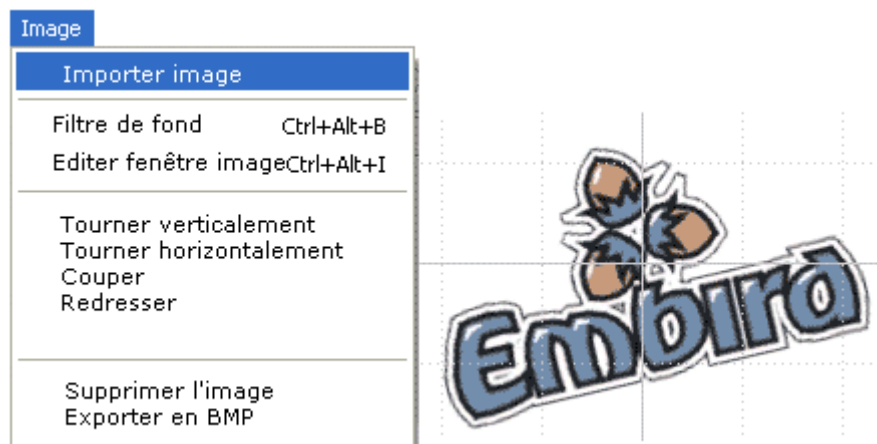 Image
Importer image
Filtre de fond Ctrl+Alt+B
Editer fenêtre imageCtrl+Alt+I
Tourner verticalement
Tourner horizontalement
Couper
Redresser
Supprimer l'image
Exporter en BMP
Embird